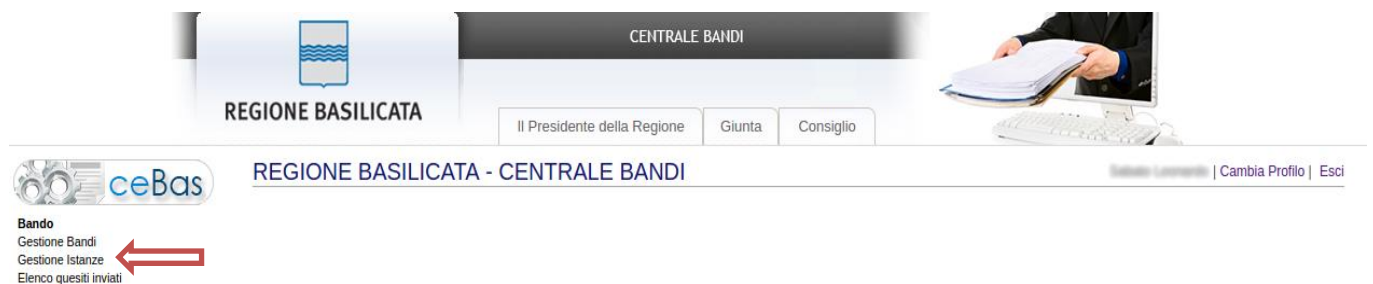 CENTRALE BANDI
REGIONE BASILICATA
Il Presidente della Regione
Giunta
Consiglio
ceBas
REGIONE BASILICATA - CENTRALE BANDI
| Cambia Profilo | Esci
Bando
Gestione Bandi
Gestione Istanze
Elenco quesiti inviati